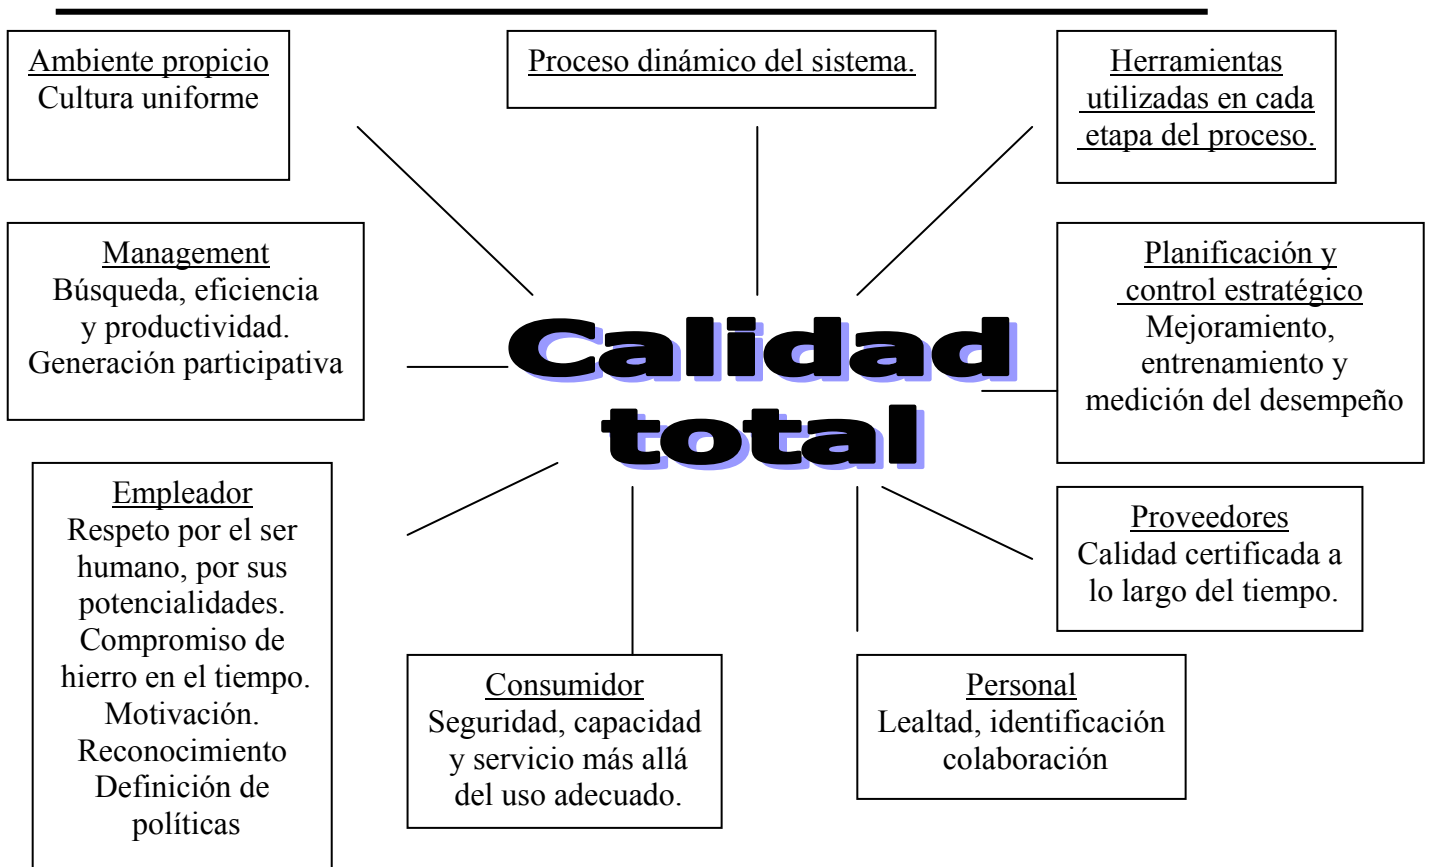 Ambiente propicio
Cultura uniforme
Proceso dinámico del sistema.
Herramientas
utilizadas en cada
etapa del proceso.
Management
Búsqueda, eficiencia
y productividad.
Generación participativa
Calidad
total
Planificación y
control estratégico
Mejoramiento,
entrenamiento y
medición del desempeño
Empleador
Respeto por el ser
humano, por sus
potencialidades.
Compromiso de
hierro en el tiempo.
Motivación.
Reconocimiento
Definición de
políticas
Consumidor
Seguridad, capacidad
y servicio más allá
del uso adecuado.
Personal
Lealtad, identificación
colaboración
Proveedores
Calidad certificada a
lo largo del tiempo.